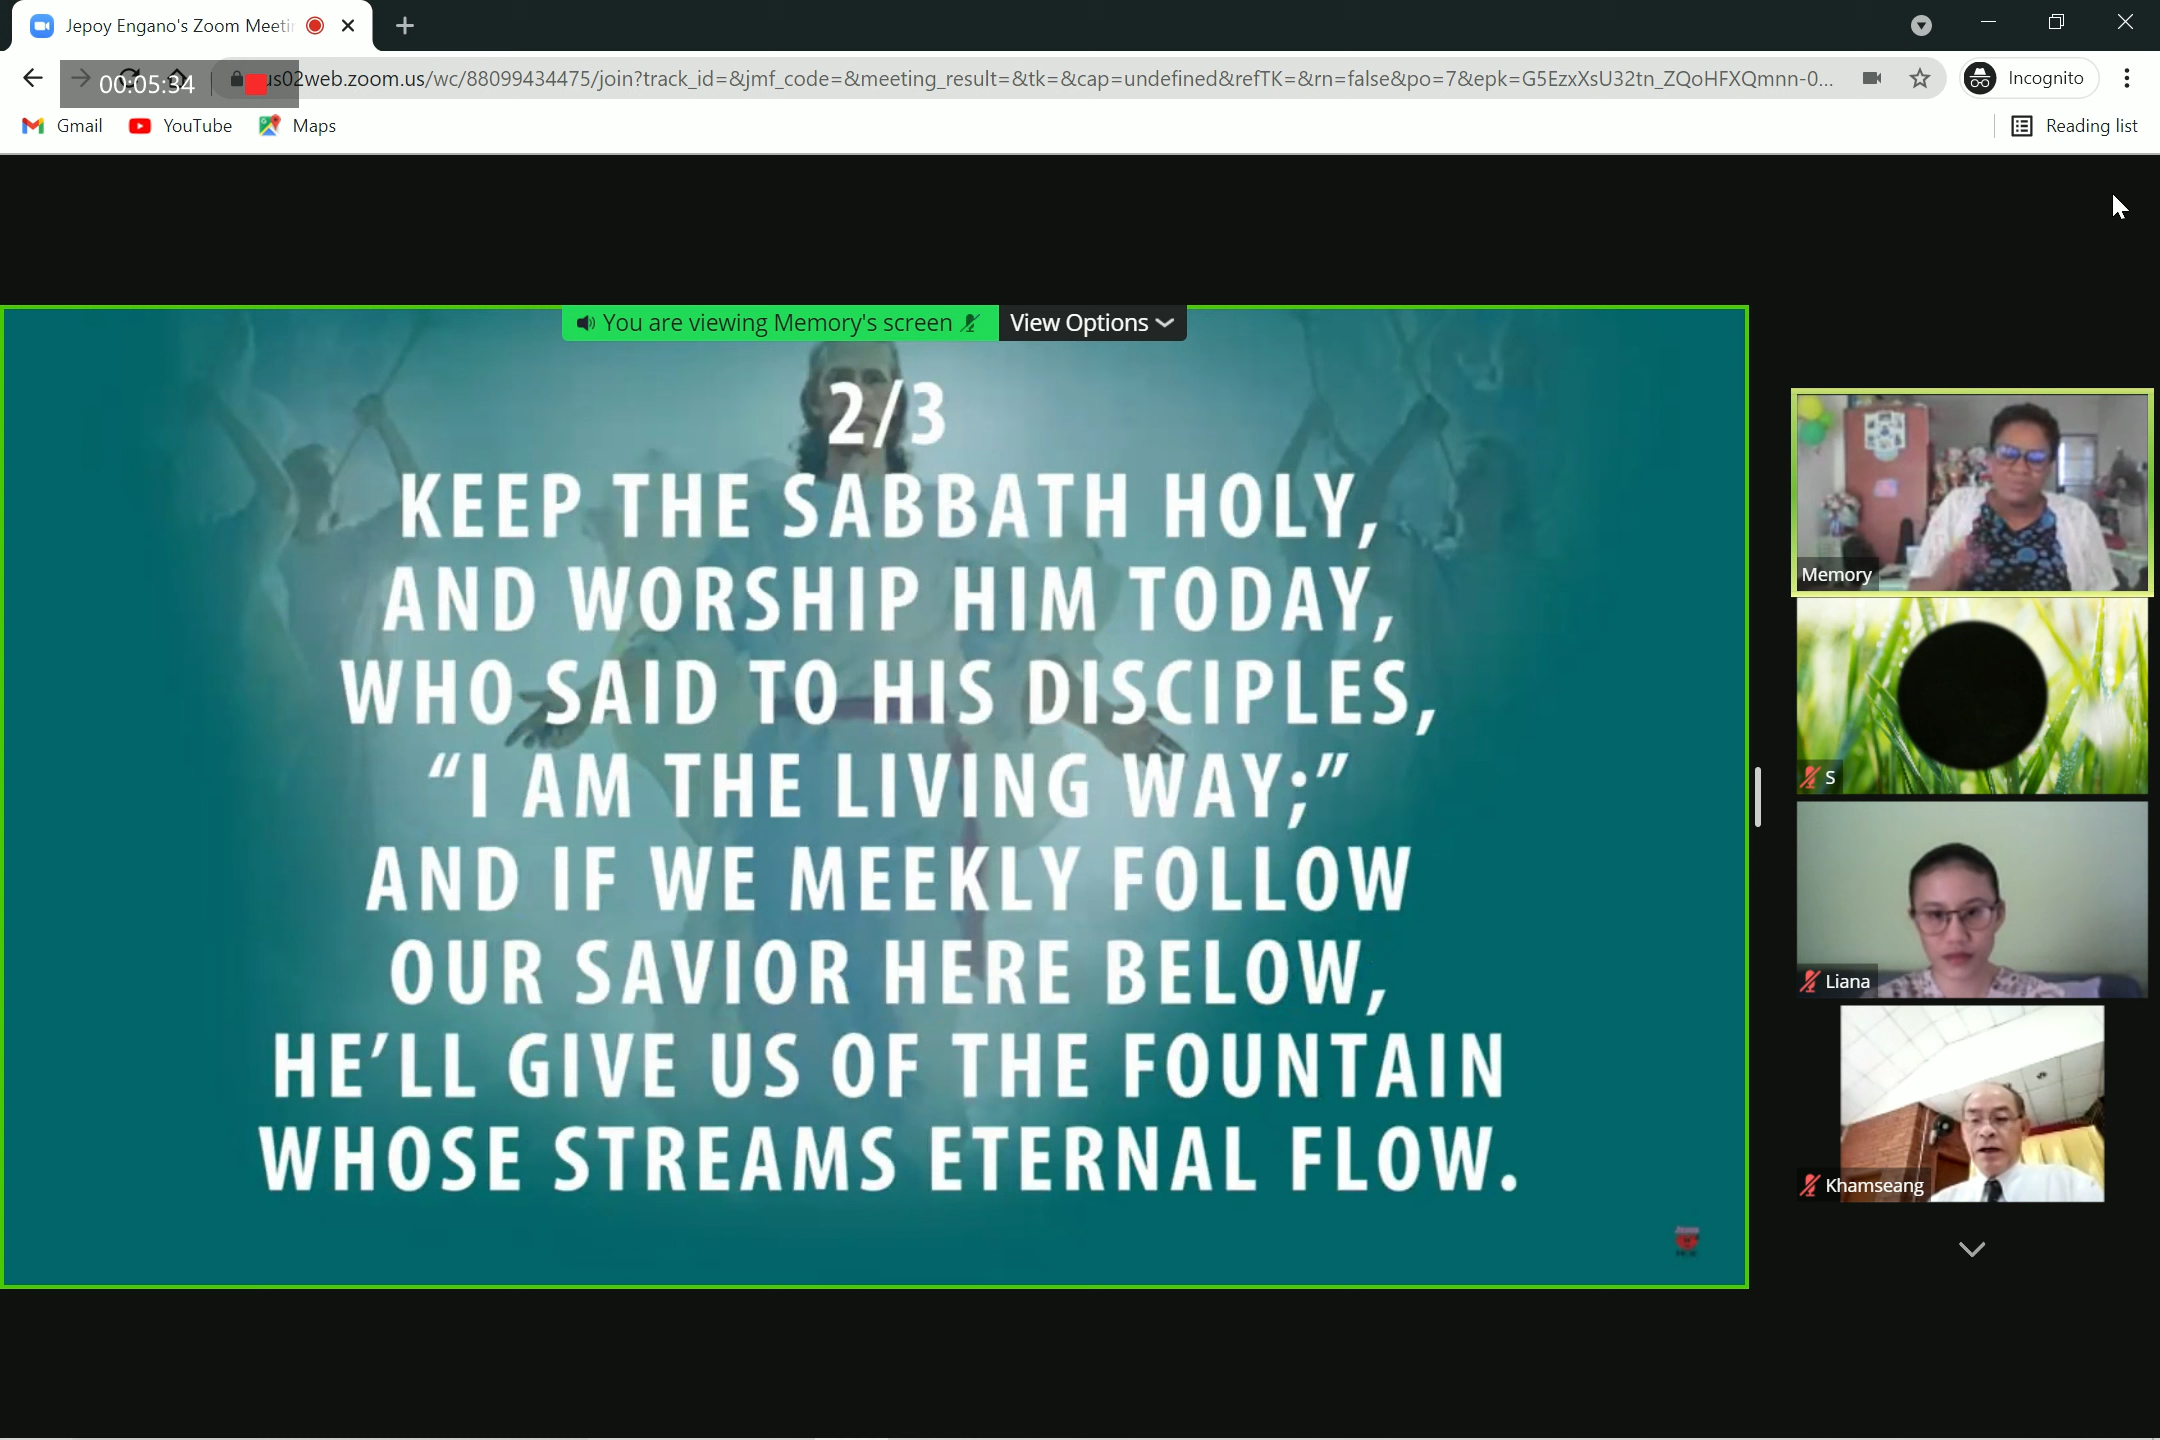 Jepoy Engano's Zoom Meeti
00:05:34
us02web.zoom.us/wc/88099434475/join?track_id=&jmf_code=&meeting_result=&tk=&cap=undefined&refTK=&rn=false&po=7&epk=G5EzxXsU32tn_ZQoHFXQmnn-0...
Incognito
Gmail
YouTube
Maps
Reading list
You are viewing Memory's screen
View Options
2/3
KEEP THE SABBATH HOLY,
AND WORSHIP HIM TODAY,
WHO SAID TO HIS DISCIPLES,
“I AM THE LIVING WAY;”
AND IF WE MEEKLY FOLLOW
OUR SAVIOR HERE BELOW,
HE’LL GIVE US OF THE FOUNTAIN
WHOSE STREAMS ETERNAL FLOW.
Memory
S
Liana
Khamseang